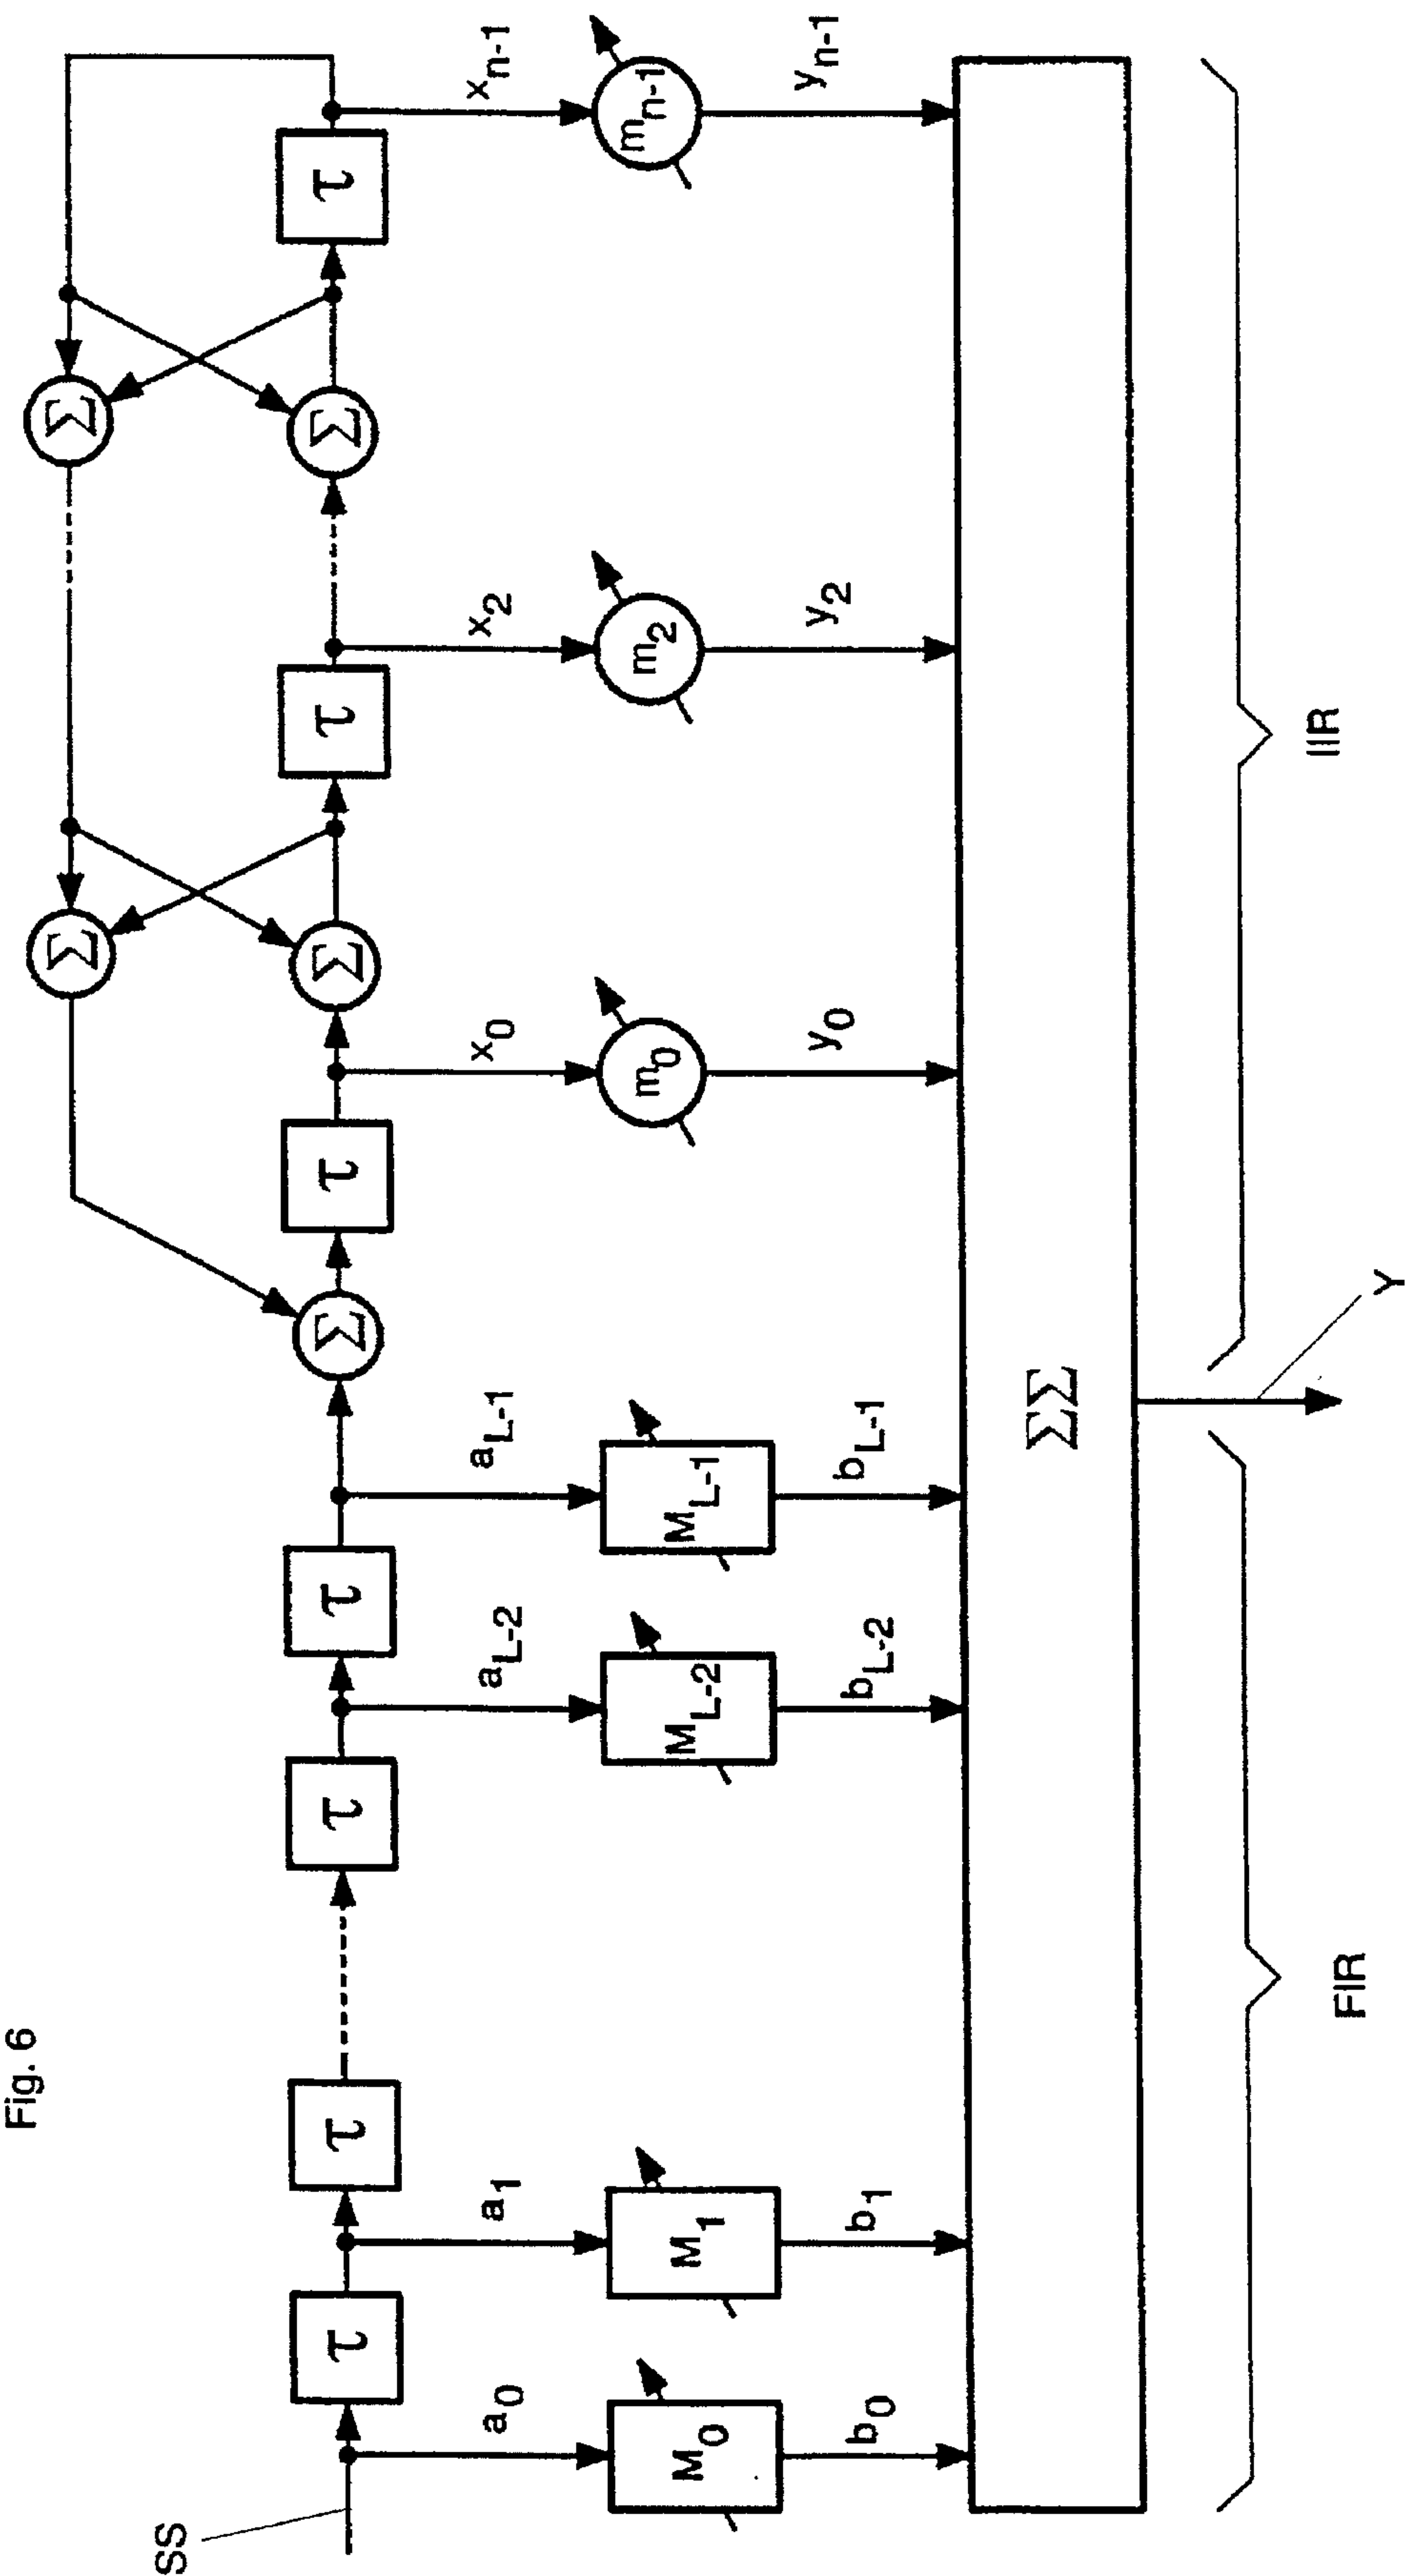 Fig. 6
SS
τ τ τ τ Σ τ Σ τ Σ τ
Σ Σ
a0 a1 aL-2 aL-1 x0 x2 xn-1
M0 M1 ML-2 ML-1 m0 m2 mn-1
b0 b1 bL-2 bL-1 y0 y2 yn-1
ΣΣ
Y
FIR IIR